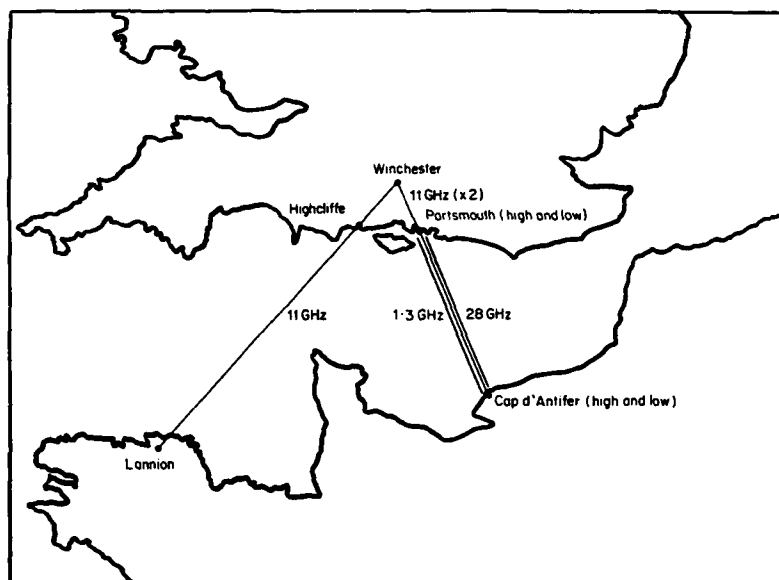 Winchester
11 GHz (x2)
Highcliffe
Portsmouth (high and low)
11 GHz
1·3 GHz
28 GHz
Cap d'Antifer (high and low)
Lannion